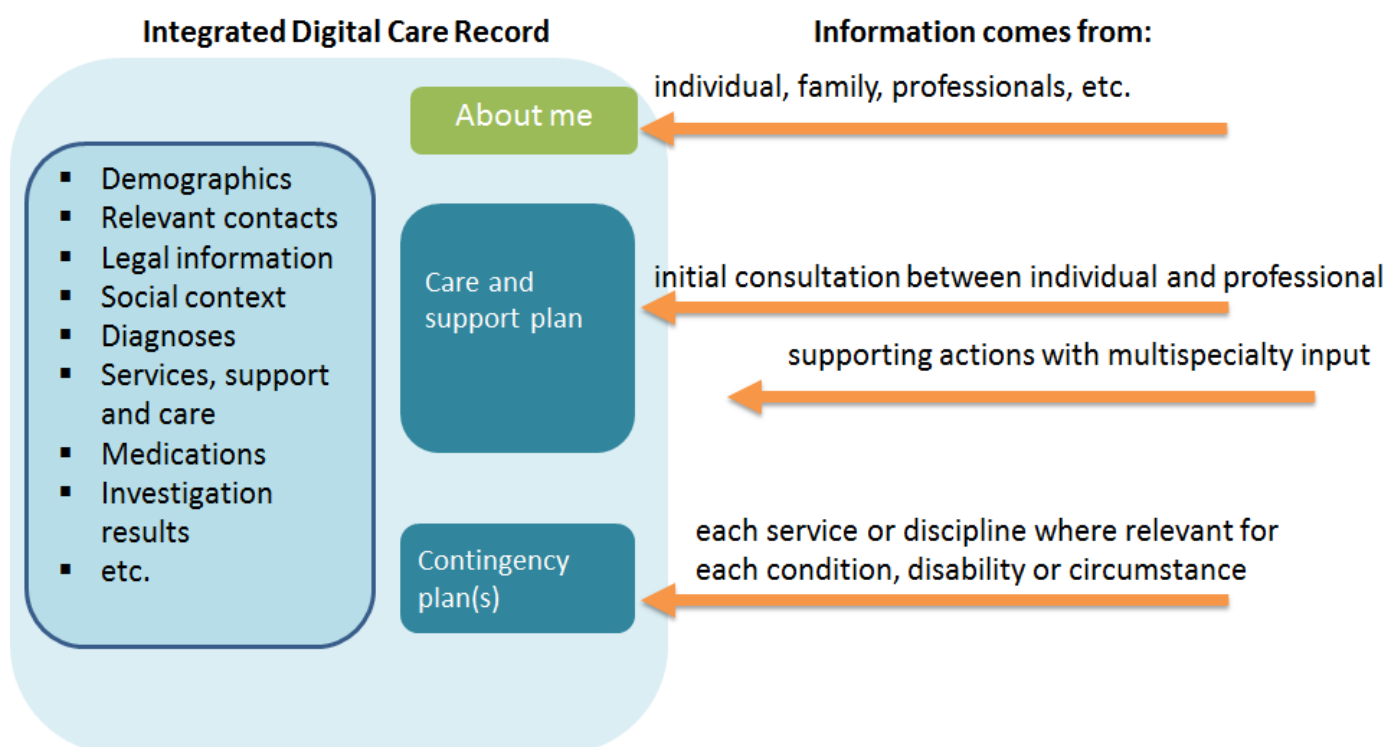 Integrated Digital Care Record
Information comes from:
About me
individual, family, professionals, etc.
▪ Demographics
▪ Relevant contacts
▪ Legal information
▪ Social context
▪ Diagnoses
▪ Services, support
and care
▪ Medications
▪ Investigation
results
▪ etc.
Care and
support plan
initial consultation between individual and professional
supporting actions with multispecialty input
Contingency
plan(s)
each service or discipline where relevant for
each condition, disability or circumstance